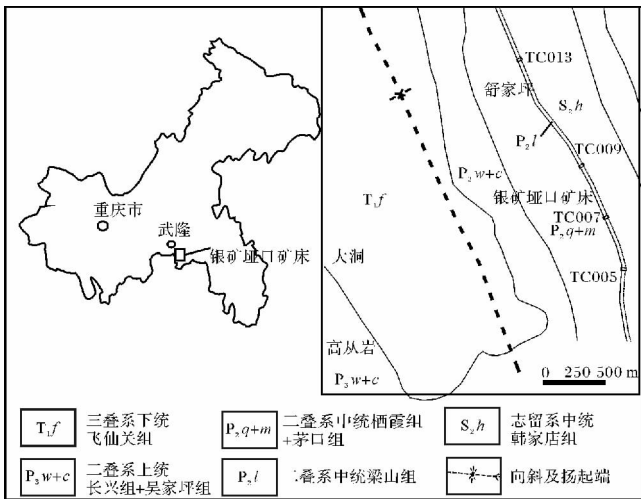 重庆市
武隆
银矿垭口矿床
TC013
舒家坪
S₂h
P₂l
TC009
P₂w+c
银矿垭口矿床
T₁f
TC007
P₂q+m
大洞
TC005
高从岩
P₃w+c
0 250 500 m
T₁f 三叠系下统飞仙关组
P₂q+m 二叠系中统栖霞组+茅口组
S₂h 志留系中统韩家店组
P₃w+c 二叠系上统长兴组+吴家坪组
P₂l 二叠系中统梁山组
向斜及扬起端